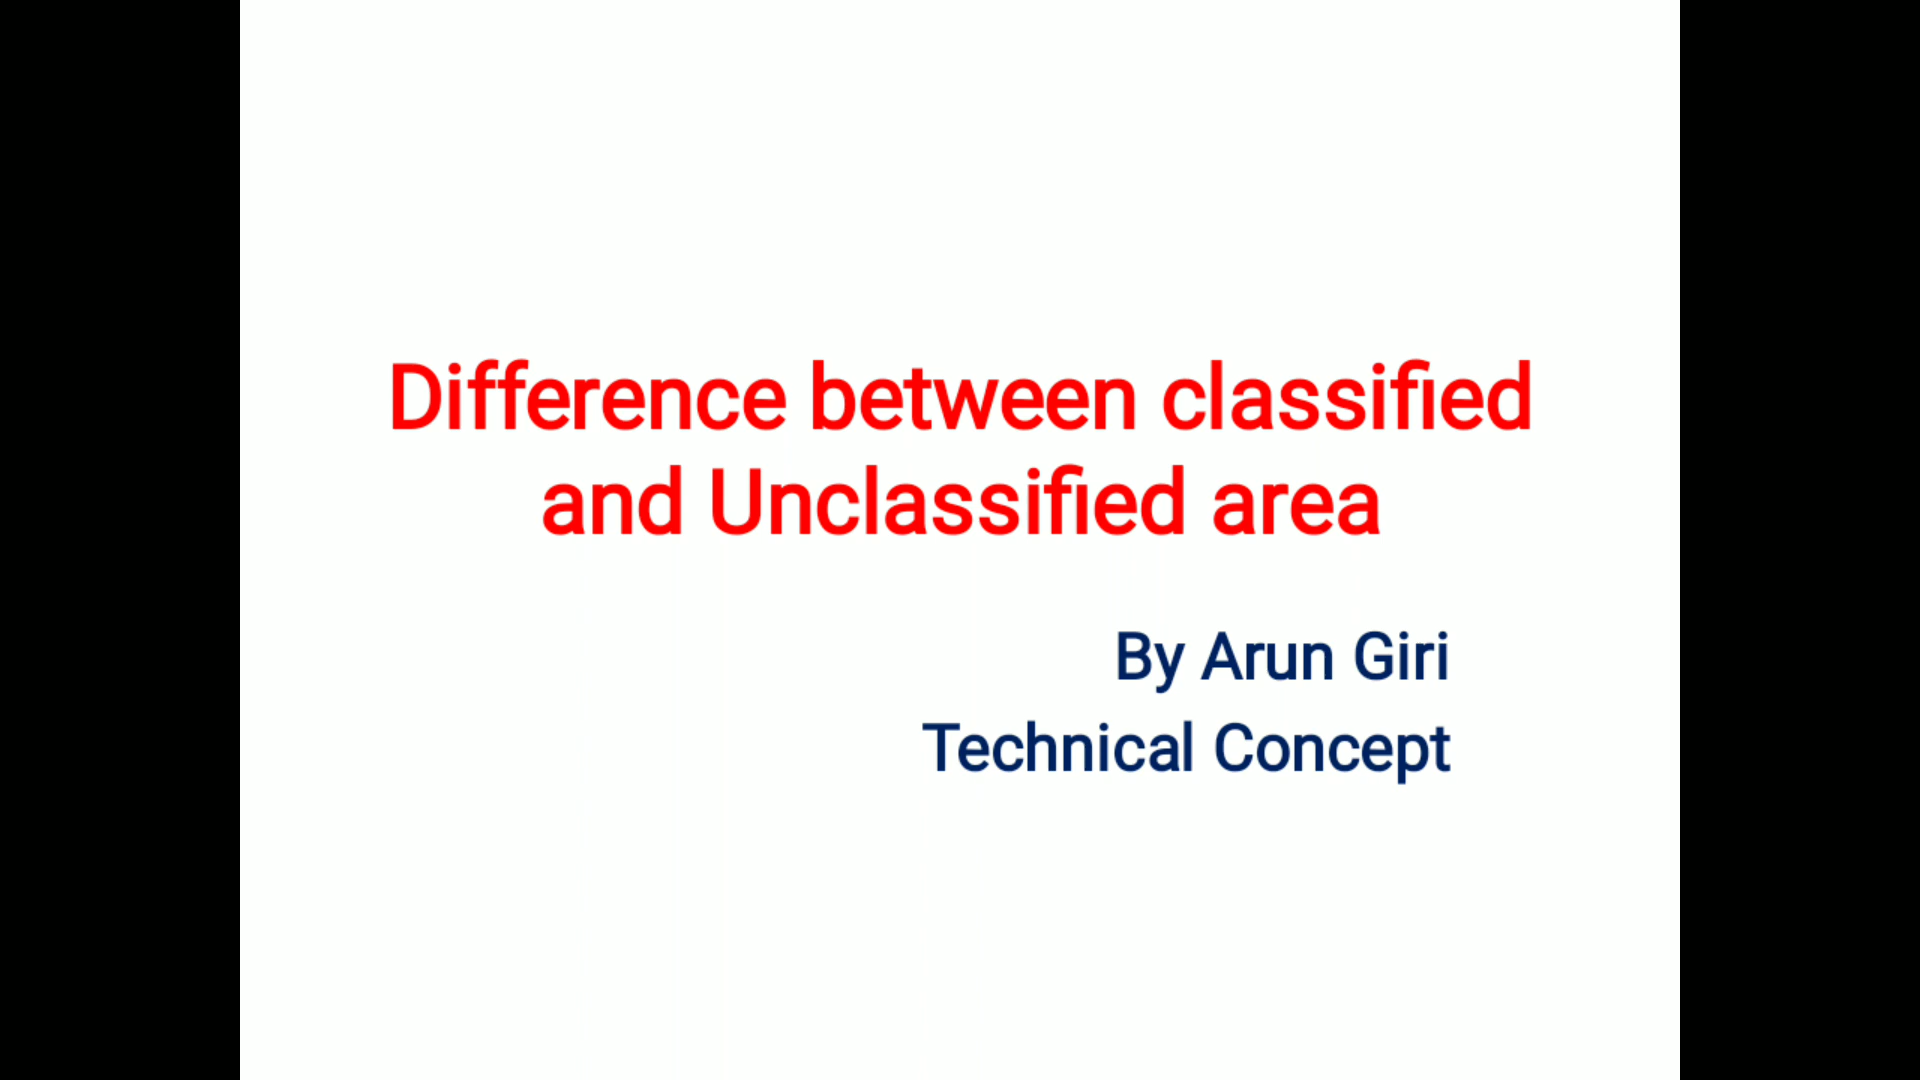 Difference between classified
and Unclassified area
By Arun Giri
Technical Concept